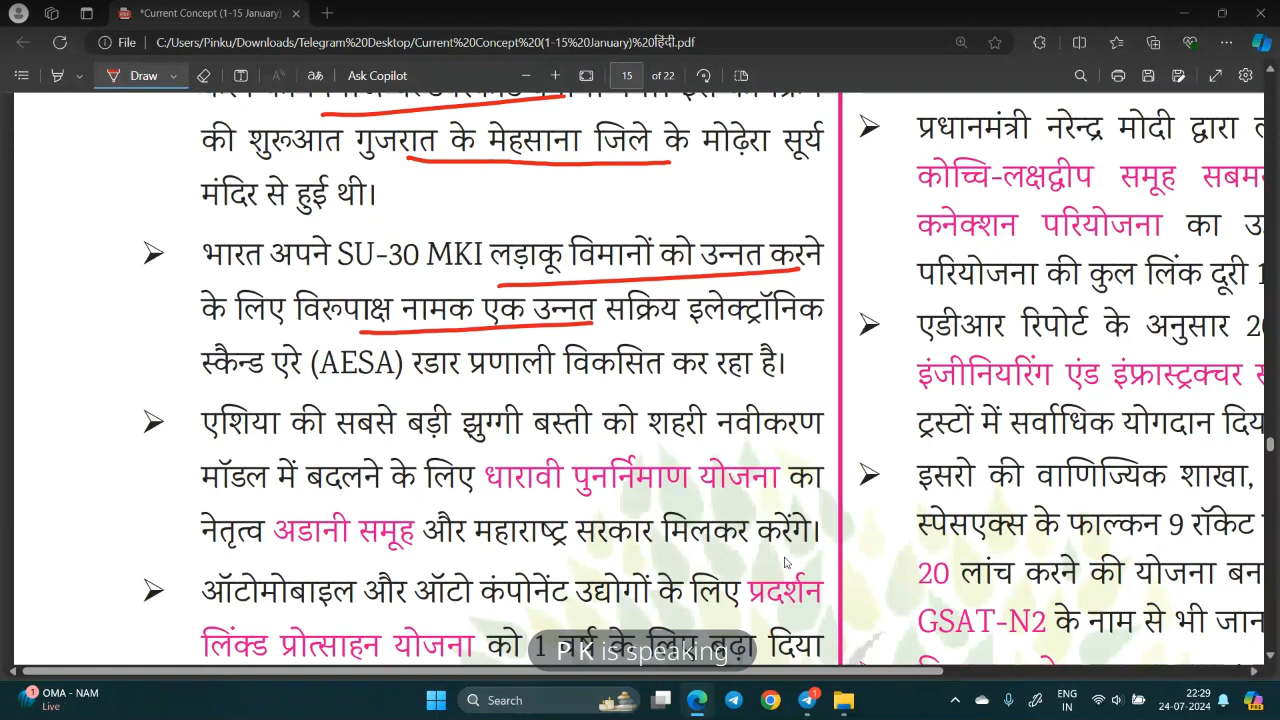 *Current Concept (1-15 January)
File C:/Users/Pinku/Downloads/Telegram%20Desktop/Current%20Concept%20(1-15%20January)%20हिंदी.pdf
Draw Ask Copilot 15 of 22
की शुरूआत गुजरात के मेहसाना जिले के मोढ़ेरा सूर्य
मंदिर से हुई थी।
भारत अपने SU-30 MKI लड़ाकू विमानों को उन्नत करने
के लिए विरूपाक्ष नामक एक उन्नत सक्रिय इलेक्ट्रॉनिक
स्कैन्ड एरे (AESA) रडार प्रणाली विकसित कर रहा है।
एशिया की सबसे बड़ी झुग्गी बस्ती को शहरी नवीकरण
मॉडल में बदलने के लिए धारावी पुनर्निमाण योजना का
नेतृत्व अडानी समूह और महाराष्ट्र सरकार मिलकर करेंगे।
ऑटोमोबाइल और ऑटो कंपोनेंट उद्योगों के लिए प्रदर्शन
लिंक्ड प्रोत्साहन योजना को 1 वर्ष के लिए बढ़ा दिया
प्रधानमंत्री नरेन्द्र मोदी द्वारा
कोच्चि-लक्षद्वीप समूह
कनेक्शन परियोजना का
परियोजना की कुल लिंक दूरी
एडीआर रिपोर्ट के अनुसार
इंजीनियरिंग एंड इंफ्रास्ट्रक्चर
ट्रस्टों में सर्वाधिक योगदान
इसरो की वाणिज्यिक शाखा,
स्पेसएक्स के फाल्कन 9 रॉकेट
20 लांच करने की योजना
GSAT-N2 के नाम से भी
P K is speaking
OMA - NAM
Live
Search
ENG
IN
22:29
24-07-2024